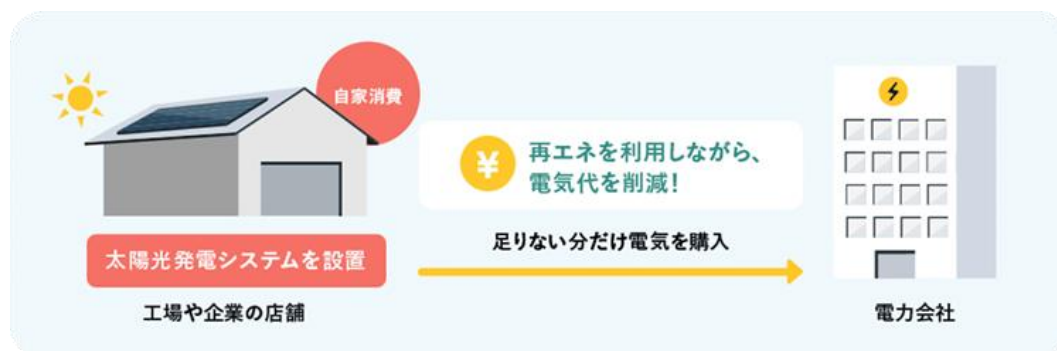 自家消費
¥
再エネを利用しながら、
電気代を削減！
足りない分だけ電気を購入
太陽光発電システムを設置
工場や企業の店舗
電力会社